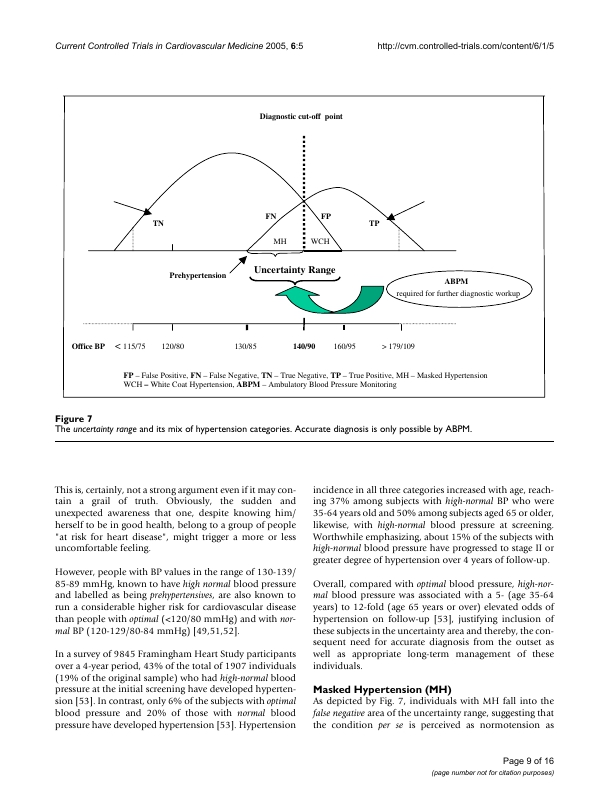 Current Controlled Trials in Cardiovascular Medicine 2005, 6:5
http://cvm.controlled-trials.com/content/6/1/5
Diagnostic cut-off point
TN
FN
FP
TP
MH
WCH
Prehypertension
Uncertainty Range
ABPM
required for further diagnostic workup
Office BP
< 115/75
120/80
130/85
140/90
160/95
> 179/109
FP – False Positive, FN – False Negative, TN – True Negative, TP – True Positive, MH – Masked Hypertension
WCH – White Coat Hypertension, ABPM – Ambulatory Blood Pressure Monitoring
Figure 7
The uncertainty range and its mix of hypertension categories. Accurate diagnosis is only possible by ABPM.
This is, certainly, not a strong argument even if it may con-
tain a grail of truth. Obviously, the sudden and
unexpected awareness that one, despite knowing him/
herself to be in good health, belong to a group of people
"at risk for heart disease", might trigger a more or less
uncomfortable feeling.
However, people with BP values in the range of 130-139/
85-89 mmHg, known to have high normal blood pressure
and labelled as being prehypertensives, are also known to
run a considerable higher risk for cardiovascular disease
than people with optimal (<120/80 mmHg) and with nor-
mal BP (120-129/80-84 mmHg) [49,51,52].
In a survey of 9845 Framingham Heart Study participants
over a 4-year period, 43% of the total of 1907 individuals
(19% of the original sample) who had high-normal blood
pressure at the initial screening have developed hyperten-
sion [53]. In contrast, only 6% of the subjects with optimal
blood pressure and 20% of those with normal blood
pressure have developed hypertension [53]. Hypertension
incidence in all three categories increased with age, reach-
ing 37% among subjects with high-normal BP who were
35-64 years old and 50% among subjects aged 65 or older,
likewise, with high-normal blood pressure at screening.
Worthwhile emphasizing, about 15% of the subjects with
high-normal blood pressure have progressed to stage II or
greater degree of hypertension over 4 years of follow-up.
Overall, compared with optimal blood pressure, high-nor-
mal blood pressure was associated with a 5- (age 35-64
years) to 12-fold (age 65 years or over) elevated odds of
hypertension on follow-up [53], justifying inclusion of
these subjects in the uncertainty area and thereby, the con-
sequent need for accurate diagnosis from the outset as
well as appropriate long-term management of these
individuals.
Masked Hypertension (MH)
As depicted by Fig. 7, individuals with MH fall into the
false negative area of the uncertainty range, suggesting that
the condition per se is perceived as normotension as
Page 9 of 16
(page number not for citation purposes)